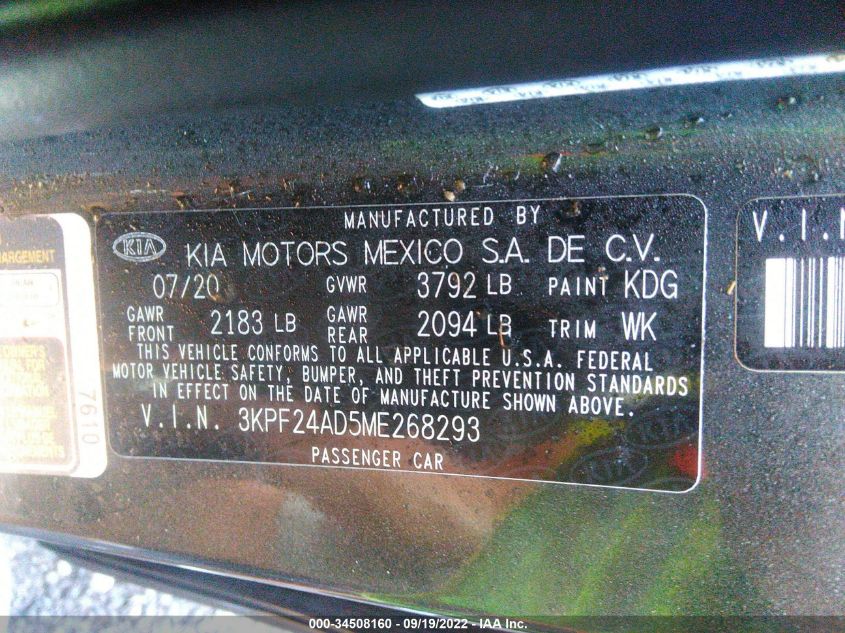 MANUFACTURED BY
KIA KIA MOTORS MEXICO S.A. DE C.V.
07/20 GVWR 3792 LB PAINT KDG
GAWR FRONT 2183 LB GAWR REAR 2094 LB TRIM WK
THIS VEHICLE CONFORMS TO ALL APPLICABLE U.S.A. FEDERAL
MOTOR VEHICLE SAFETY, BUMPER, AND THEFT PREVENTION STANDARDS
IN EFFECT ON THE DATE OF MANUFACTURE SHOWN ABOVE.
V.I.N. 3KPF24AD5ME268293
PASSENGER CAR
7610
V.I.N
000-34508160 - 09/19/2022 - IAA Inc.